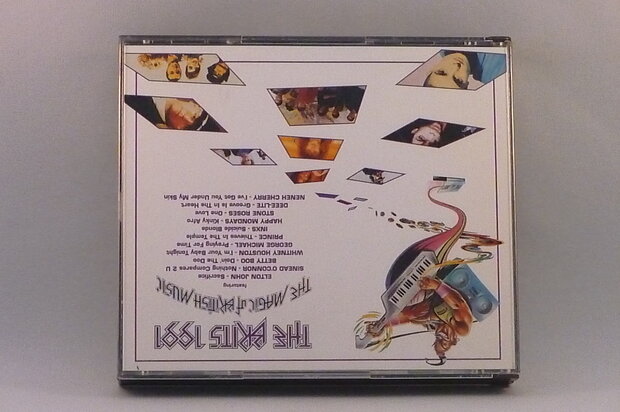 THE BRITS 1991
THE MAGIC of BRITISH MUSIC
featuring
ELTON JOHN - Sacrifice
SINEAD O'CONNOR - Nothing Compares 2 U
BETTY BOO - Doin' The Doo
WHITNEY HOUSTON - I'm Your Baby Tonight
GEORGE MICHAEL - Praying For Time
PRINCE - Thieves In The Temple
INXS - Suicide Blonde
HAPPY MONDAYS - Kinky Afro
STONE ROSES - One Love
DEEE-LITE - Groove Is In The Heart
NENEH CHERRY - I've Got You Under My Skin